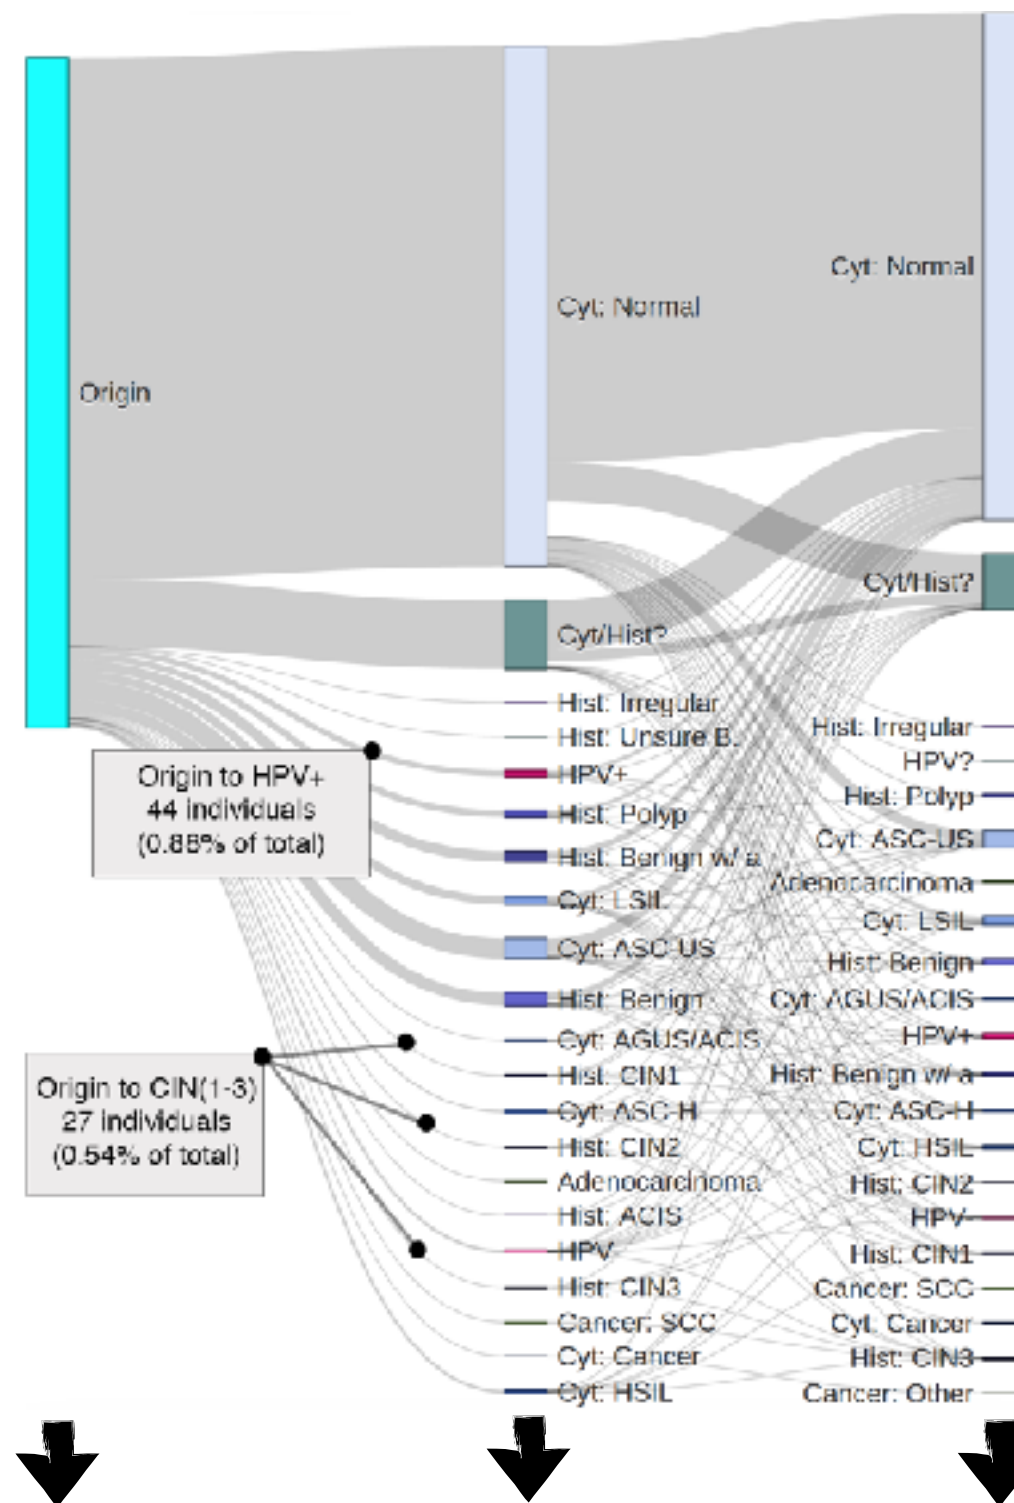 Origin
Origin to HPV+
44 individuals
(0.88% of total)
Origin to CIN(1-3)
27 individuals
(0.54% of total)
Cyt: Normal
Cyt/Hist?
Hist: Irregular
Hist: Unsure B.
HPV+
Hist: Polyp
Hist: Benign w/ a
Cyt: LSIL
Cyt: ASC-US
Hist: Benign
Cyt: AGUS/ACIS
Hist: CIN1
Cyt: ASC-H
Hist: CIN2
Adenocarcinoma
Hist: ACIS
HPV-
Hist: CIN3
Cancer: SCC
Cyt: Cancer
Cyt: HSIL
Cyt: Normal
Cyt/Hist?
Hist: Irregular
HPV?
Hist: Polyp
Cyt: ASC-US
Adenocarcinoma
Cyt: LSIL
Hist: Benign
Cyt: AGUS/ACIS
HPV+
Hist: Benign w/ a
Cyt: ASC-H
Cyt: HSIL
Hist: CIN2
HPV-
Hist: CIN1
Cancer: SCC
Cyt: Cancer
Hist: CIN3
Cancer: Other